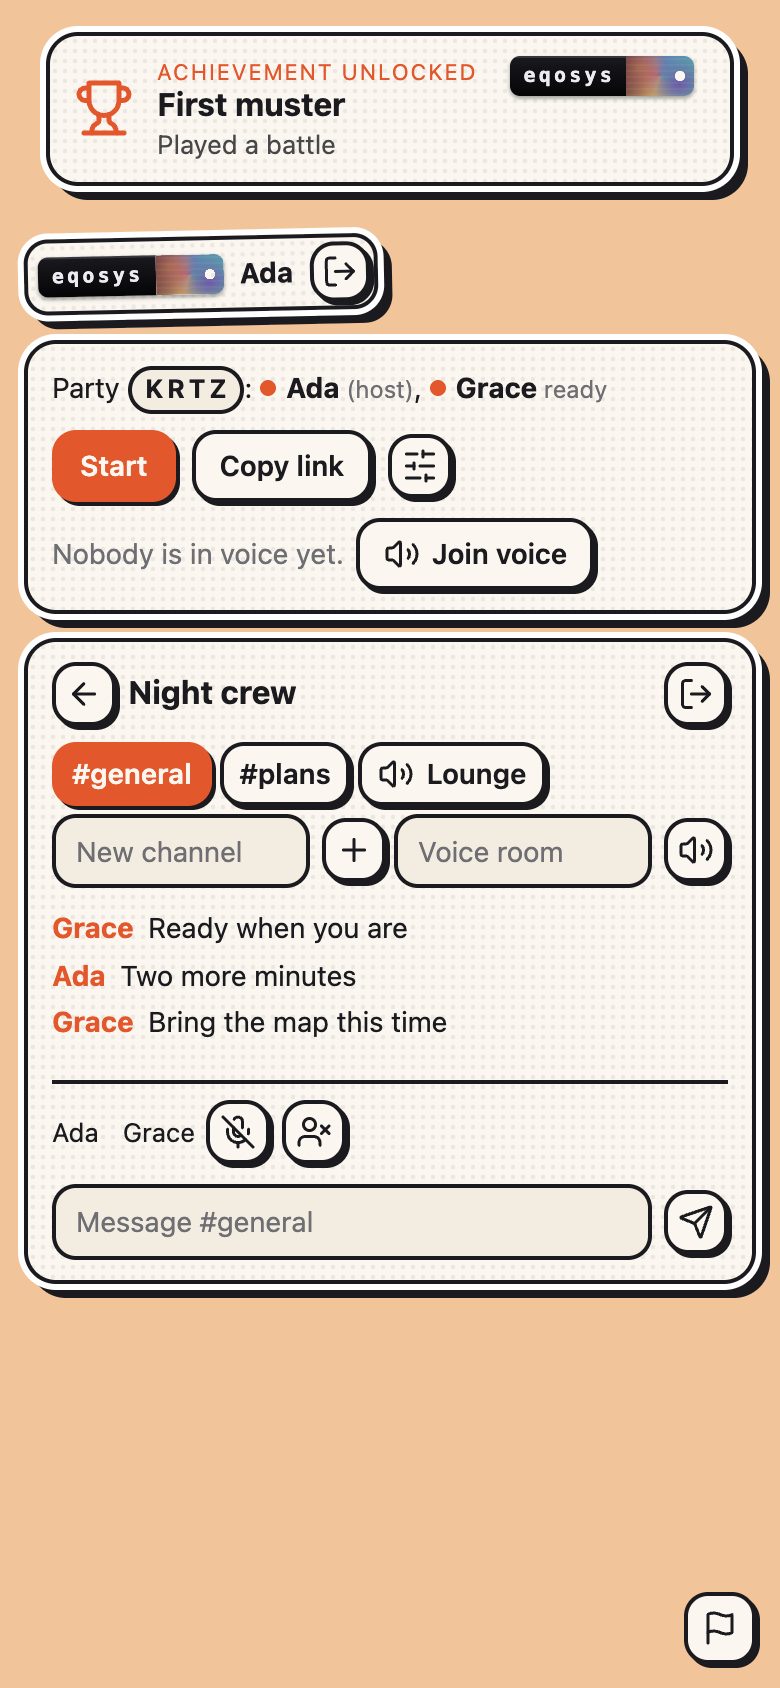 ACHIEVEMENT UNLOCKED
eqosys
First muster
Played a battle
eqosys Ada
Party KRTZ: Ada (host), Grace ready
Start Copy link
Nobody is in voice yet. Join voice
Night crew
#general #plans Lounge
New channel Voice room
Grace Ready when you are
Ada Two more minutes
Grace Bring the map this time
Ada Grace
Message #general